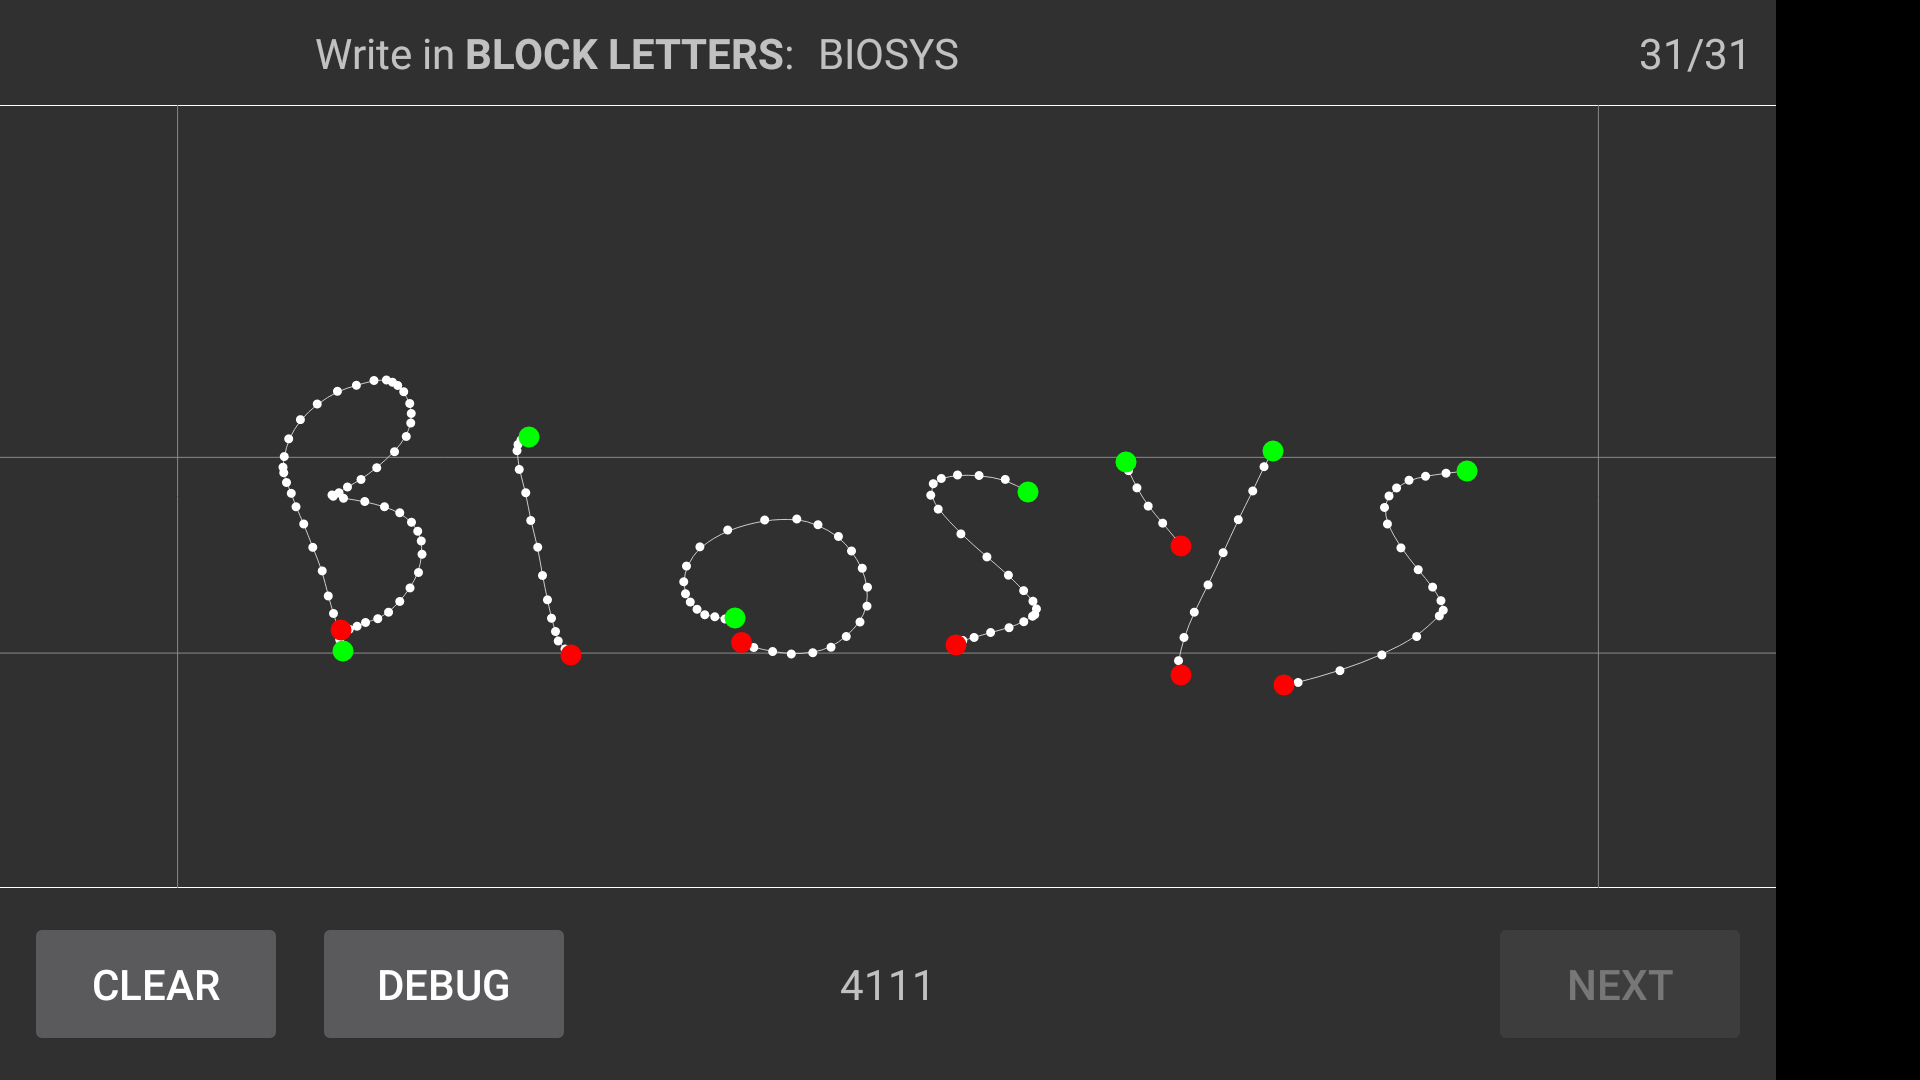 Write in BLOCK LETTERS: BIOSYS 31/31
BIOSYS
CLEAR DEBUG 4111 NEXT